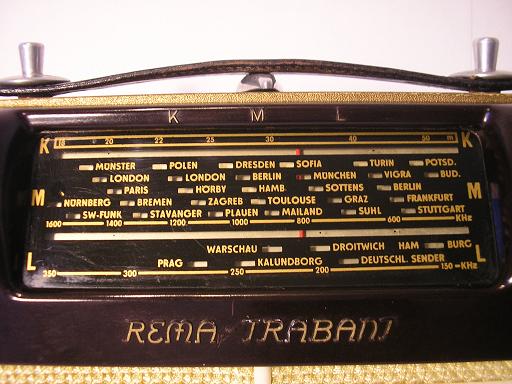 K M L
K 18 20 22 25 30 40 50 m K
MÜNSTER POLEN DRESDEN SOFIA TURIN POTSD.
LONDON LONDON BERLIN MÜNCHEN VIGRA BUD.
M PARIS HÖRBY HAMB. SOTTENS BERLIN M
NÜRNBERG BREMEN ZAGREB TOULOUSE GRAZ FRANKFURT
SW-FUNK STAVANGER PLAUEN MAILAND SUHL STUTTGART
1600 1400 1200 1000 800 600 KHz
WARSCHAU DROITWICH HAM BURG
L PRAG KALUNDBORG DEUTSCHL. SENDER L
350 300 250 200 150 KHz
REMA TRABANT